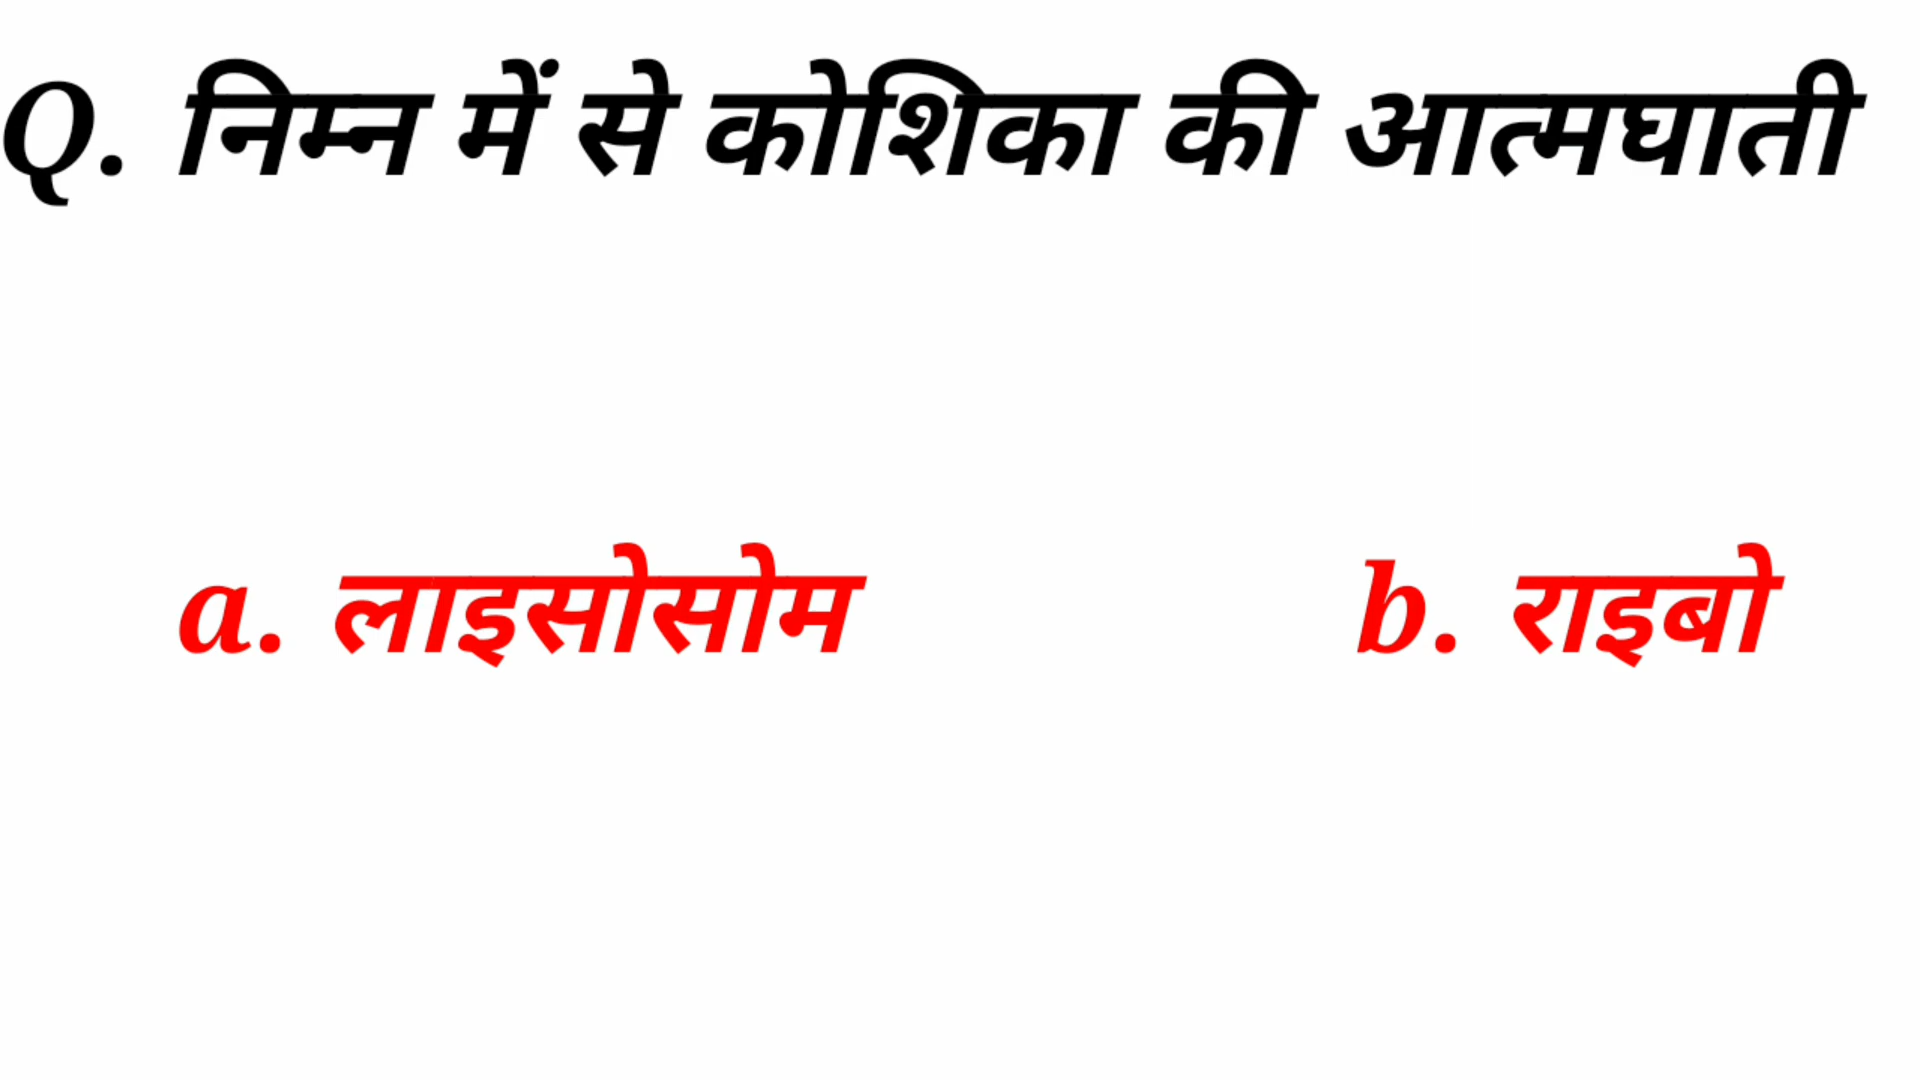 Q. निम्न में से कोशिका की आत्मघाती
a. लाइसोसोम b. राइबो